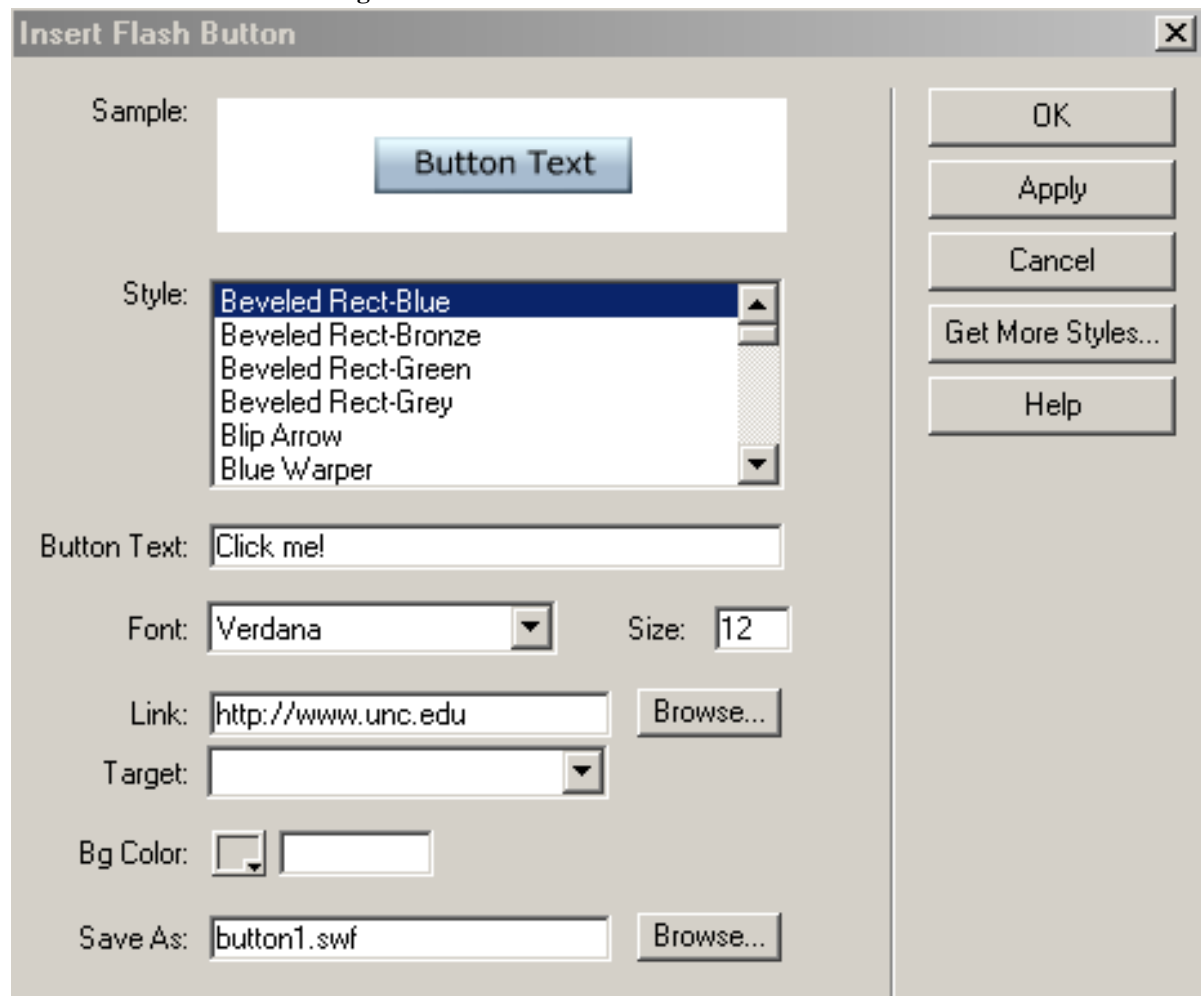 Insert Flash Button
Sample:
Button Text
Style:
Beveled Rect-Blue
Beveled Rect-Bronze
Beveled Rect-Green
Beveled Rect-Grey
Blip Arrow
Blue Warper
Button Text: Click me!
Font: Verdana Size: 12
Link: http://www.unc.edu Browse...
Target:
Bg Color:
Save As: button1.swf Browse...
OK
Apply
Cancel
Get More Styles...
Help